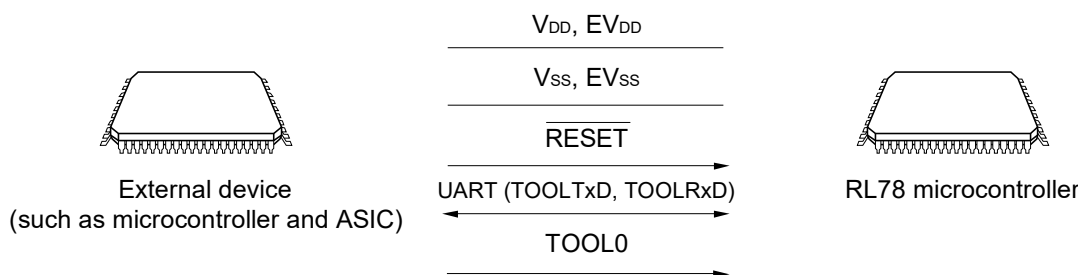 VDD, EVDD
VSS, EVSS
RESET
External device
(such as microcontroller and ASIC)
UART (TOOLTxD, TOOLRxD)
RL78 microcontroller
TOOL0